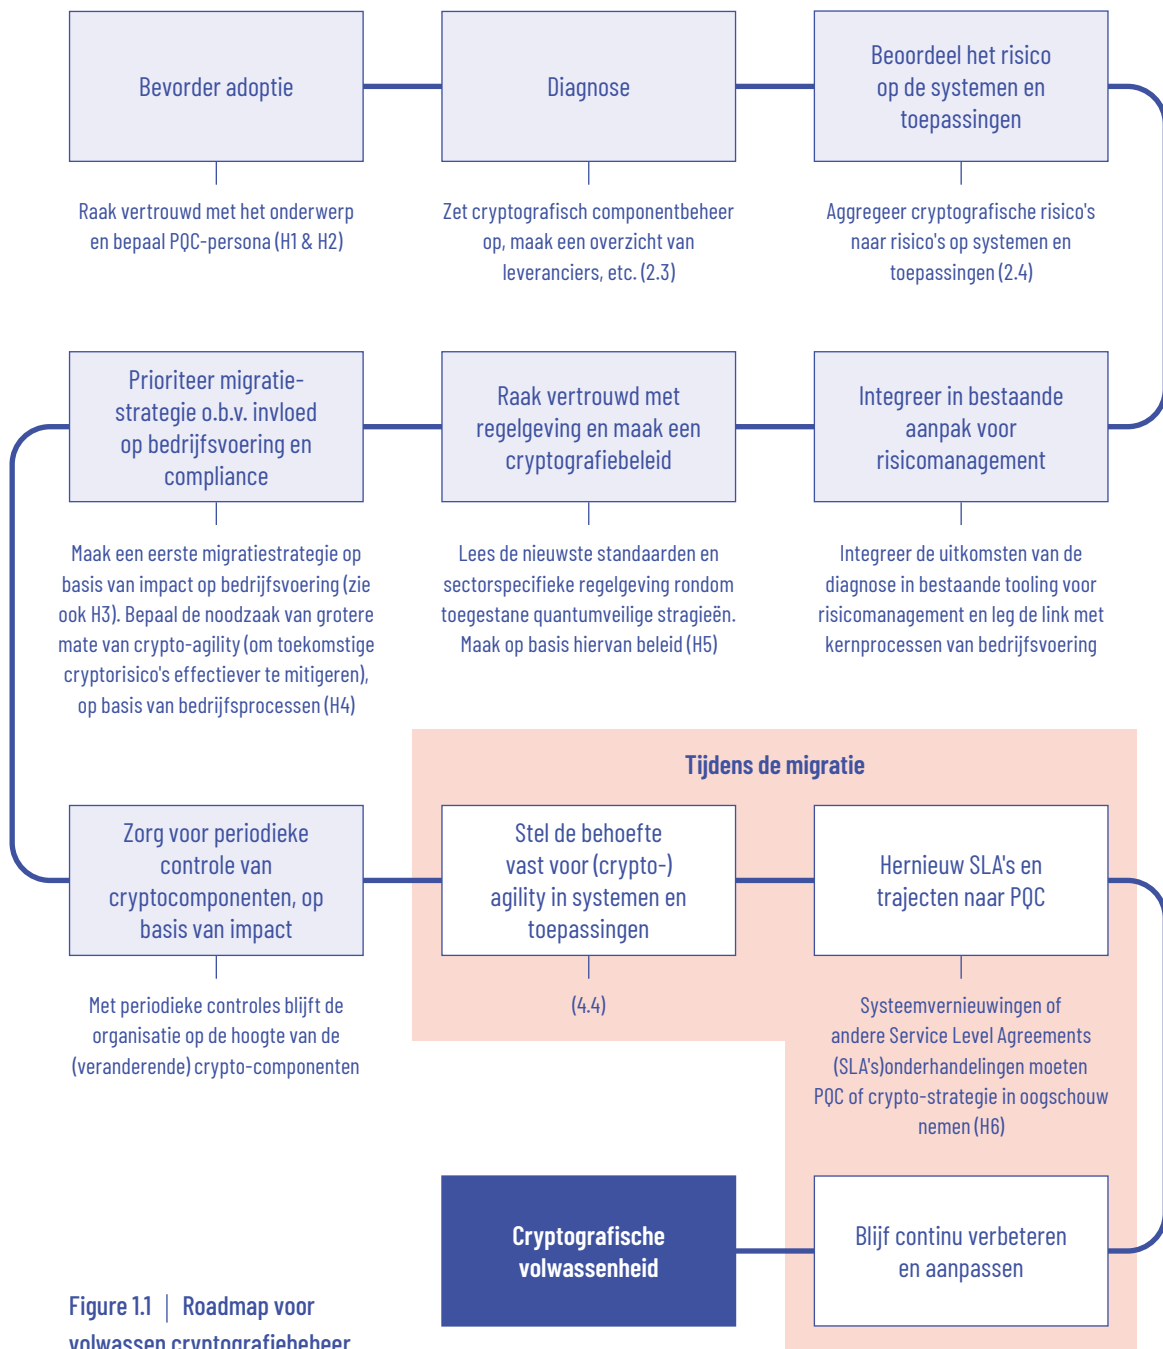 Bevorder adoptie
Raak vertrouwd met het onderwerp
en bepaal PQC-persona (H1 & H2)
Diagnose
Zet cryptografisch componentbeheer
op, maak een overzicht van
leveranciers, etc. (2.3)
Beoordeel het risico
op de systemen en
toepassingen
Aggregeer cryptografische risico's
naar risico's op systemen en
toepassingen (2.4)
Integreer in bestaande
aanpak voor
risicomanagement
Integreer de uitkomsten van de
diagnose in bestaande tooling voor
risicomanagement en leg de link met
kernprocessen van bedrijfsvoering
Raak vertrouwd met
regelgeving en maak een
cryptografiebeleid
Lees de nieuwste standaarden en
sectorspecifieke regelgeving rondom
toegestane quantumveilige stragieën.
Maak op basis hiervan beleid (H5)
Prioriteer migratie-
strategie o.b.v. invloed
op bedrijfsvoering en
compliance
Maak een eerste migratiestrategie op
basis van impact op bedrijfsvoering (zie
ook H3). Bepaal de noodzaak van grotere
mate van crypto-agility (om toekomstige
cryptorisico's effectiever te mitigeren),
op basis van bedrijfsprocessen (H4)
Zorg voor periodieke
controle van
cryptocomponenten, op
basis van impact
Met periodieke controles blijft de
organisatie op de hoogte van de
(veranderende) crypto-componenten
Tijdens de migratie
Stel de behoefte
vast voor (crypto-)
agility in systemen en
toepassingen
(4.4)
Hernieuw SLA's en
trajecten naar PQC
Systeemvernieuwingen of
andere Service Level Agreements
(SLA's)onderhandelingen moeten
PQC of crypto-strategie in oogschouw
nemen (H6)
Blijf continu verbeteren
en aanpassen
Cryptografische
volwassenheid
Figure 1.1 | Roadmap voor
volwassen cryptografiebeheer